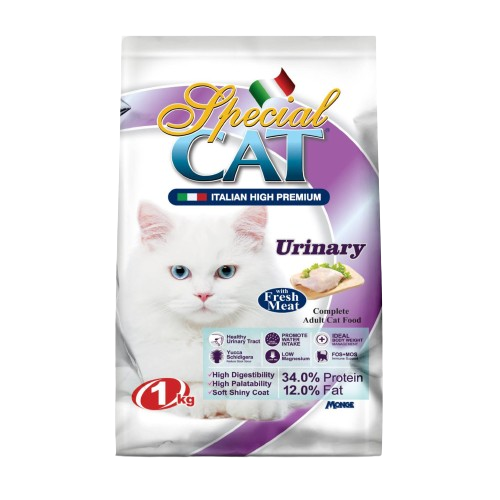 Special
CAT
ITALIAN HIGH PREMIUM
Urinary
with
Fresh
Meat
Complete
Adult Cat Food
Healthy
Urinary Tract
PROMOTE
WATER
INTAKE
IDEAL
BODY WEIGHT
MANAGEMENT
Yucca
Schidigera
LOW
Magnesium
FOS+MOS
✓High Digestibility
✓High Palatability
✓Soft Shiny Coat
34.0% Protein
12.0% Fat
1kg
MONGE